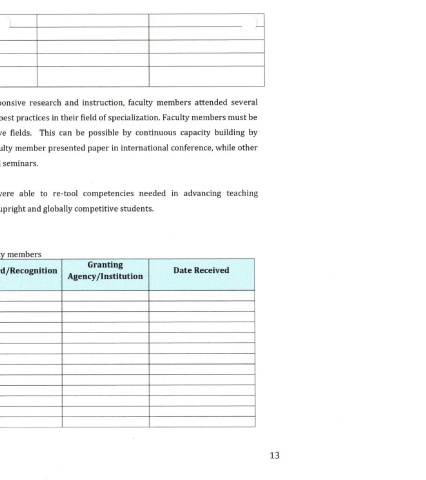 ponsive research and instruction, faculty members attended several
best practices in their field of specialization. Faculty members must be
ve fields. This can be possible by continuous capacity building by
ulty member presented paper in international conference, while other
l seminars.
were able to re-tool competencies needed in advancing teaching
upright and globally competitive students.
y members
d/Recognition Granting Agency/Institution Date Received
13